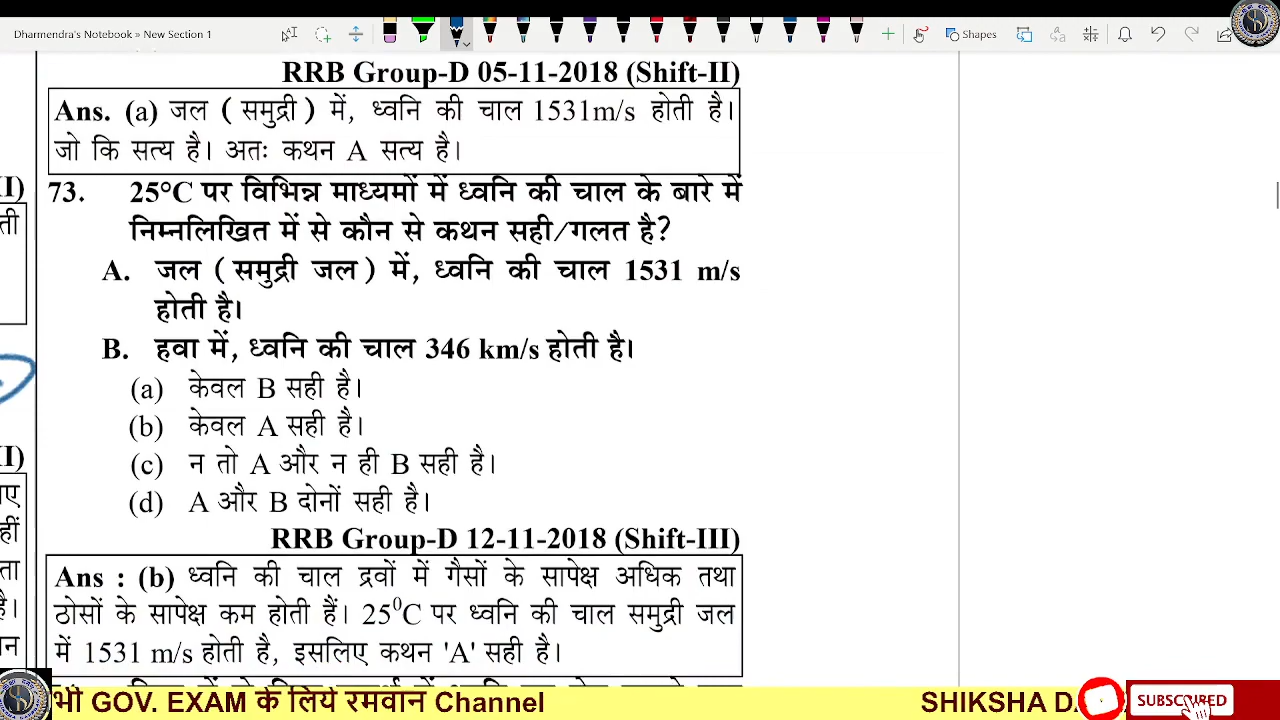 Dharmendra's Notebook » New Section 1
Shapes
RRB Group-D 05-11-2018 (Shift-II)
Ans. (a) जल ( समुद्री ) में, ध्वनि की चाल 1531m/s होती है।
जो कि सत्य है। अतः कथन A सत्य है।
73. 25°C पर विभिन्न माध्यमों में ध्वनि की चाल के बारे में
निम्नलिखित में से कौन से कथन सही/गलत है?
A. जल ( समुद्री जल ) में, ध्वनि की चाल 1531 m/s
होती है।
B. हवा में, ध्वनि की चाल 346 km/s होती है।
(a) केवल B सही है।
(b) केवल A सही है।
(c) न तो A और न ही B सही है।
(d) A और B दोनों सही है।
RRB Group-D 12-11-2018 (Shift-III)
Ans : (b) ध्वनि की चाल द्रवों में गैसों के सापेक्ष अधिक तथा
ठोसों के सापेक्ष कम होती हैं। 25⁰C पर ध्वनि की चाल समुद्री जल
में 1531 m/s होती है, इसलिए कथन 'A' सही है।
भी GOV. EXAM के लिये रमवान Channel
SHIKSHA
SUBSCRIBED